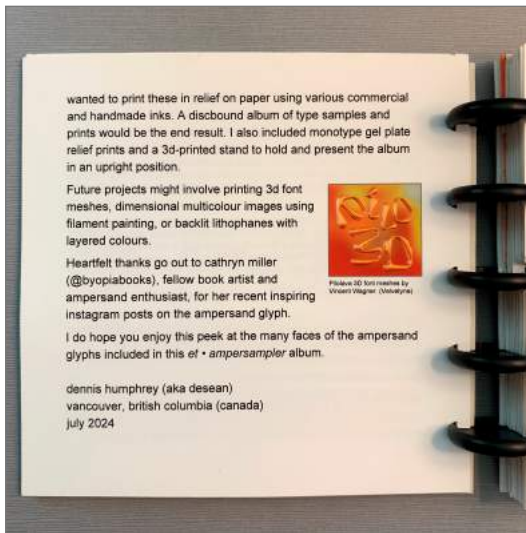 wanted to print these in relief on paper using various commercial
and handmade inks. A discbound album of type samples and
prints would be the end result. I also included monotype gel plate
relief prints and a 3d-printed stand to hold and present the album
in an upright position.
Future projects might involve printing 3d font
meshes, dimensional multicolour images using
filament painting, or backlit lithophanes with
layered colours.
Heartfelt thanks go out to cathryn miller
(@byopiabooks), fellow book artist and
ampersand enthusiast, for her recent inspiring
instagram posts on the ampersand glyph.
3D font meshes by
Vincent Wagner (Velvetyne)
I do hope you enjoy this peek at the many faces of the ampersand
glyphs included in this et • ampersampler album.
dennis humphrey (aka desean)
vancouver, british columbia (canada)
july 2024